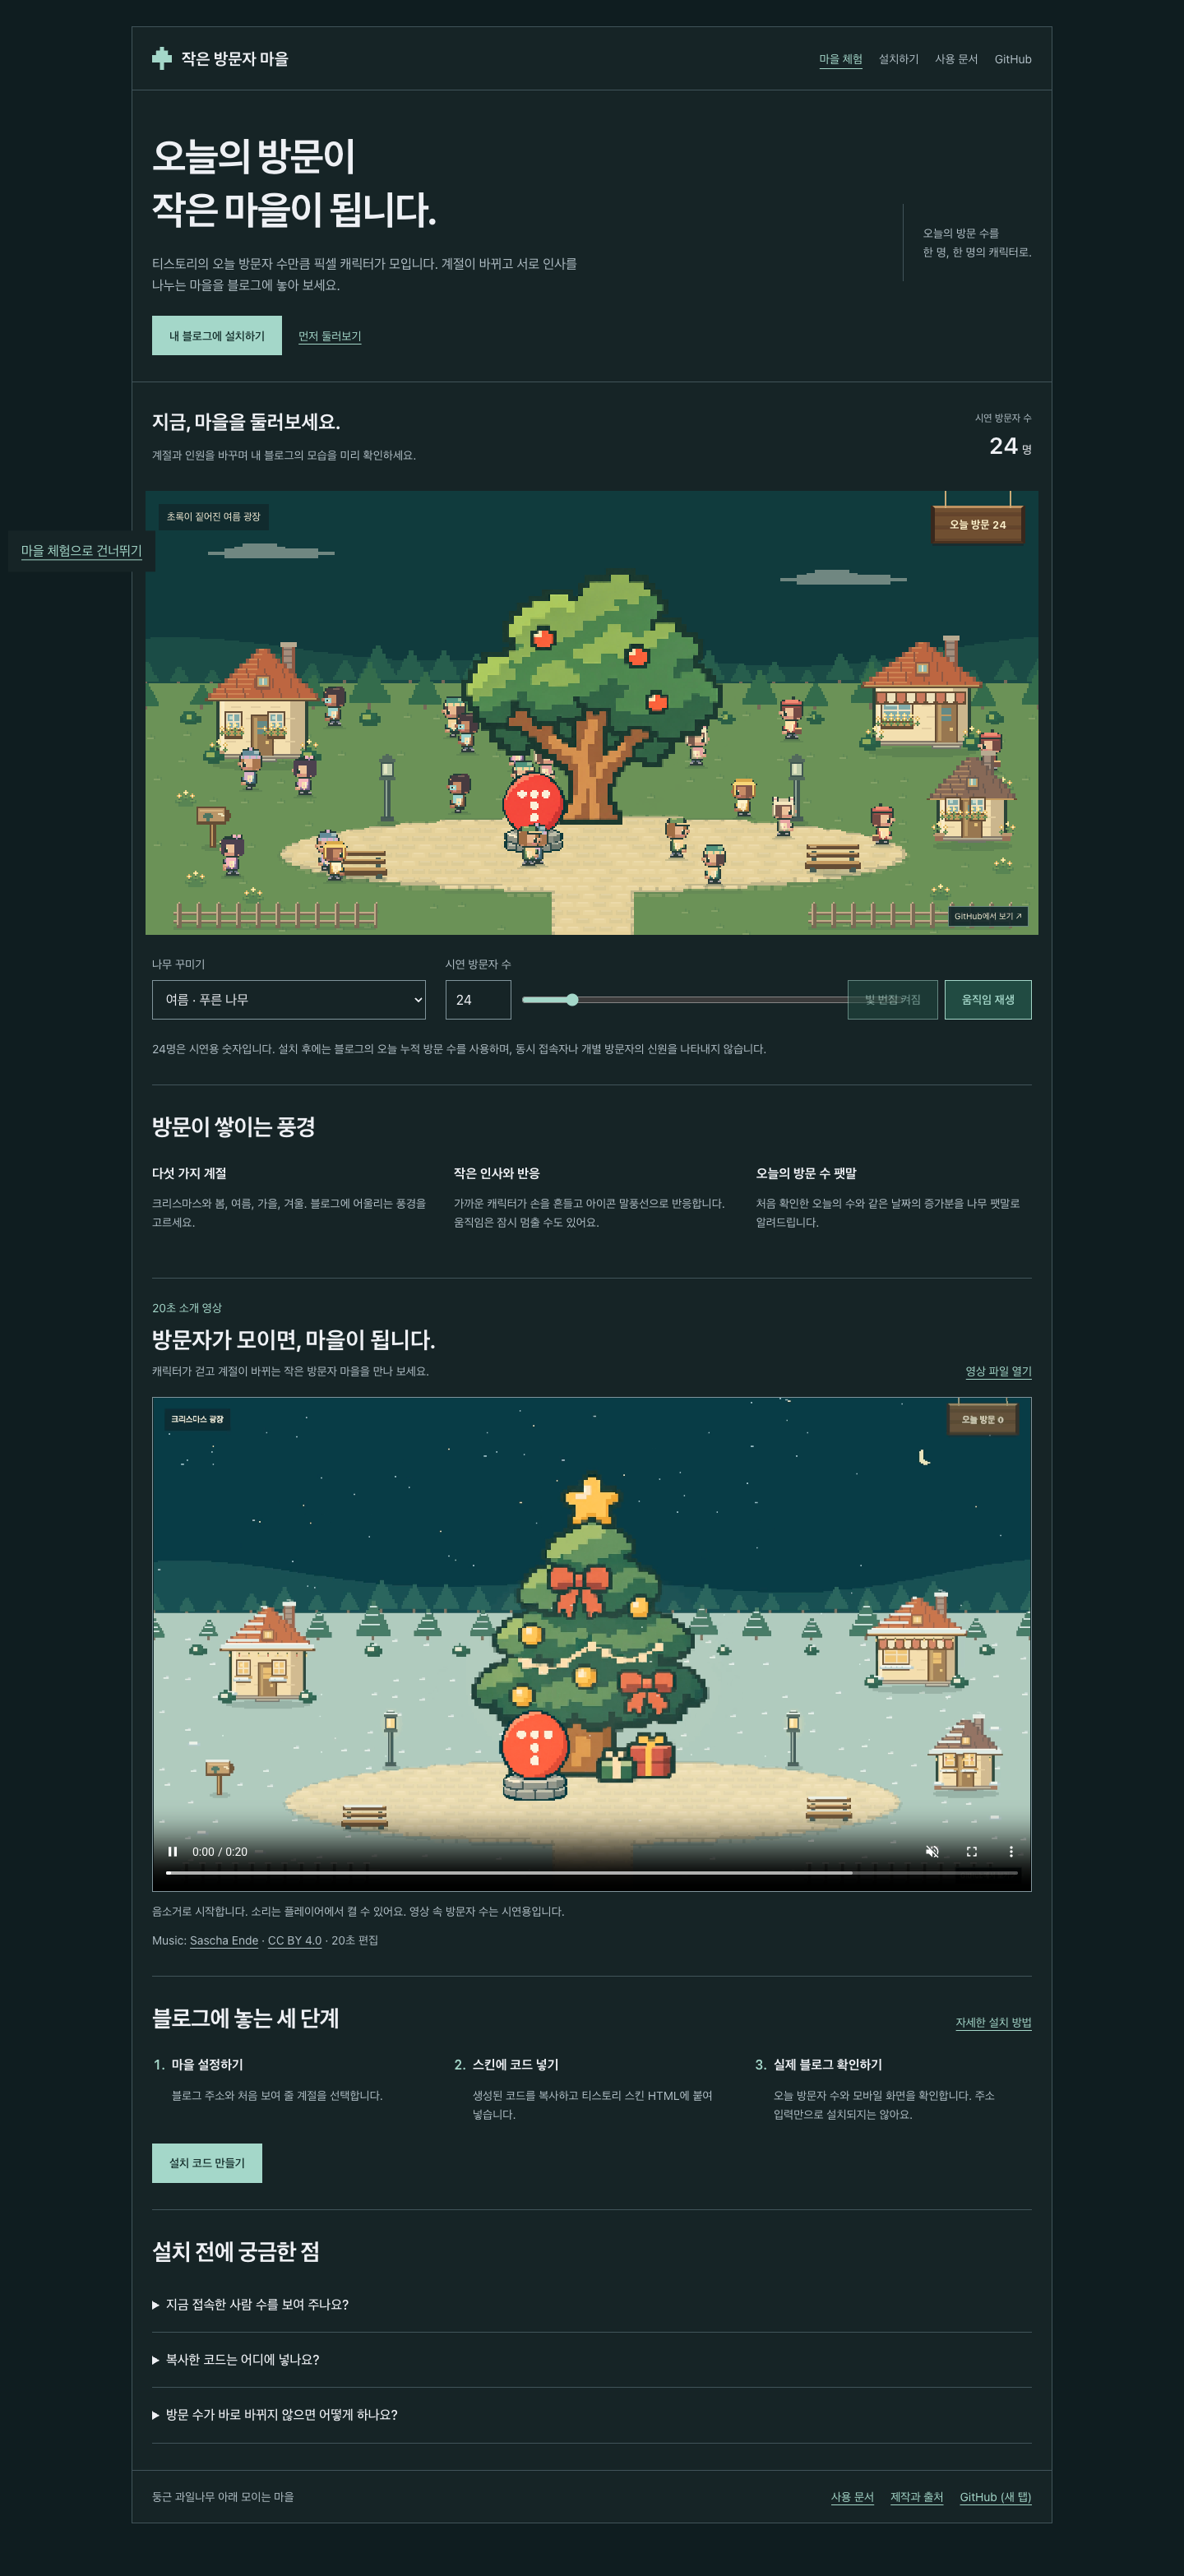 작은 방문자 마을
마을 체험
설치하기
사용 문서
GitHub
오늘의 방문이
작은 마을이 됩니다.
티스토리의 오늘 방문자 수만큼 픽셀 캐릭터가 모입니다. 계절이 바뀌고 서로 인사를
나누는 마을을 블로그에 놓아 보세요.
오늘의 방문 수를
한 명, 한 명의 캐릭터로.
내 블로그에 설치하기
먼저 둘러보기
지금, 마을을 둘러보세요.
계절과 인원을 바꾸며 내 블로그의 모습을 미리 확인하세요.
시연 방문자 수
24 명
초록이 짙어진 여름 광장
오늘 방문 24
마을 체험으로 건너뛰기
GitHub에서 보기 ↗
나무 꾸미기
시연 방문자 수
여름 · 푸른 나무
24
빛 번짐 커짐
움직임 재생
24명은 시연용 숫자입니다. 설치 후에는 블로그의 오늘 누적 방문 수를 사용하며, 동시 접속자나 개별 방문자의 신원을 나타내지 않습니다.
방문이 쌓이는 풍경
다섯 가지 계절
크리스마스와 봄, 여름, 가을, 겨울. 블로그에 어울리는 풍경을
고르세요.
작은 인사와 반응
가까운 캐릭터가 손을 흔들고 아이콘 말풍선으로 반응합니다.
움직임은 잠시 멈출 수도 있어요.
오늘의 방문 수 팻말
처음 확인한 오늘의 수와 같은 날짜의 증가분을 나무 팻말로
알려드립니다.
20초 소개 영상
방문자가 모이면, 마을이 됩니다.
캐릭터가 걷고 계절이 바뀌는 작은 방문자 마을을 만나 보세요.
영상 파일 열기
크리스마스 광장
오늘 방문 0
0:00 / 0:20
음소거로 시작합니다. 소리는 플레이어에서 켤 수 있어요. 영상 속 방문자 수는 시연용입니다.
Music: Sascha Ende · CC BY 4.0 · 20초 편집
블로그에 놓는 세 단계
자세한 설치 방법
1. 마을 설정하기
블로그 주소와 처음 보여 줄 계절을 선택합니다.
2. 스킨에 코드 넣기
생성된 코드를 복사하고 티스토리 스킨 HTML에 붙여
넣습니다.
3. 실제 블로그 확인하기
오늘 방문자 수와 모바일 화면을 확인합니다. 주소
입력만으로 설치되지는 않아요.
설치 코드 만들기
설치 전에 궁금한 점
지금 접속한 사람 수를 보여 주나요?
복사한 코드는 어디에 넣나요?
방문 수가 바로 바뀌지 않으면 어떻게 하나요?
둥근 과일나무 아래 모이는 마을
사용 문서
제작과 출처
GitHub (새 탭)